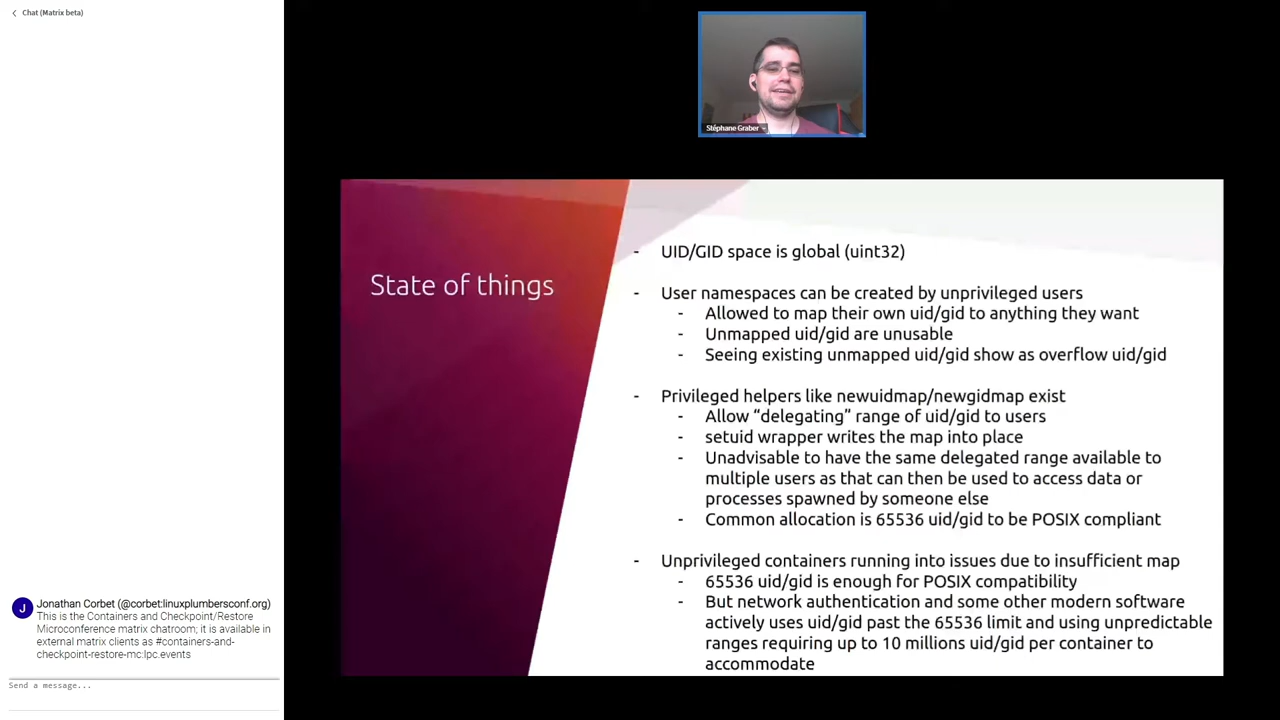 Chat (Matrix beta)
Stéphane Graber
State of things
- UID/GID space is global (uint32)
- User namespaces can be created by unprivileged users
- Allowed to map their own uid/gid to anything they want
- Unmapped uid/gid are unusable
- Seeing existing unmapped uid/gid show as overflow uid/gid
- Privileged helpers like newuidmap/newgidmap exist
- Allow “delegating” range of uid/gid to users
- setuid wrapper writes the map into place
- Unadvisable to have the same delegated range available to
multiple users as that can then be used to access data or
processes spawned by someone else
- Common allocation is 65536 uid/gid to be POSIX compliant
- Unprivileged containers running into issues due to insufficient map
- 65536 uid/gid is enough for POSIX compatibility
- But network authentication and some other modern software
actively uses uid/gid past the 65536 limit and using unpredictable
ranges requiring up to 10 millions uid/gid per container to
accommodate
J
Jonathan Corbet (@corbet:linuxplumbersconf.org)
This is the Containers and Checkpoint/Restore
Microconference matrix chatroom; it is available in
external matrix clients as #containers-and-
checkpoint-restore-mc:lpc.events
Send a message...